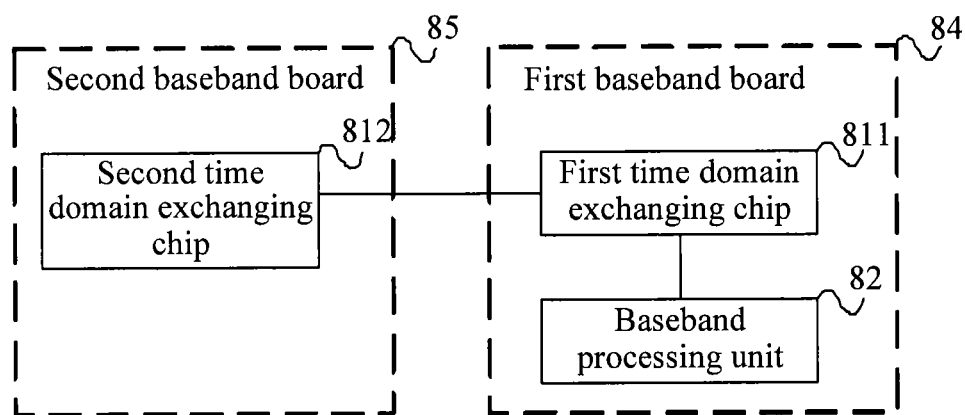 85
84
Second baseband board
First baseband board
812
811
Second time
domain exchanging
chip
First time domain
exchanging chip
82
Baseband
processing unit